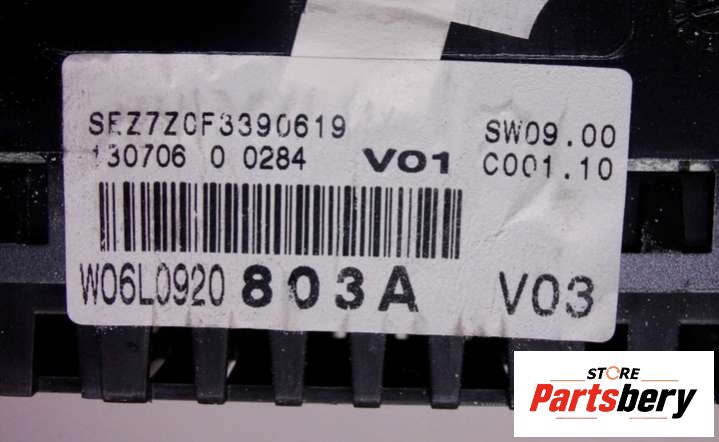 SEZ7Z0F3390619 SW09.00
130706 0 0284 V01 C001.10
W06L0920 803A V03
STORE
Partsbery